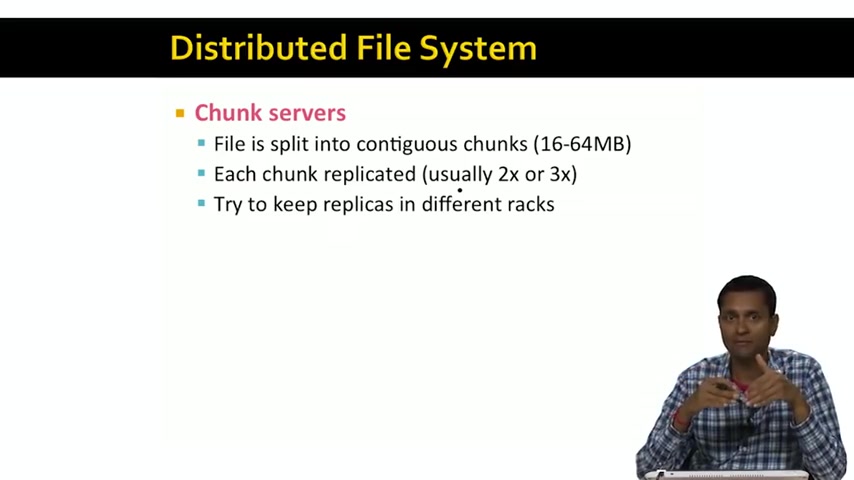 Distributed File System
Chunk servers
File is split into contiguous chunks (16-64MB)
Each chunk replicated (usually 2x or 3x)
Try to keep replicas in different racks